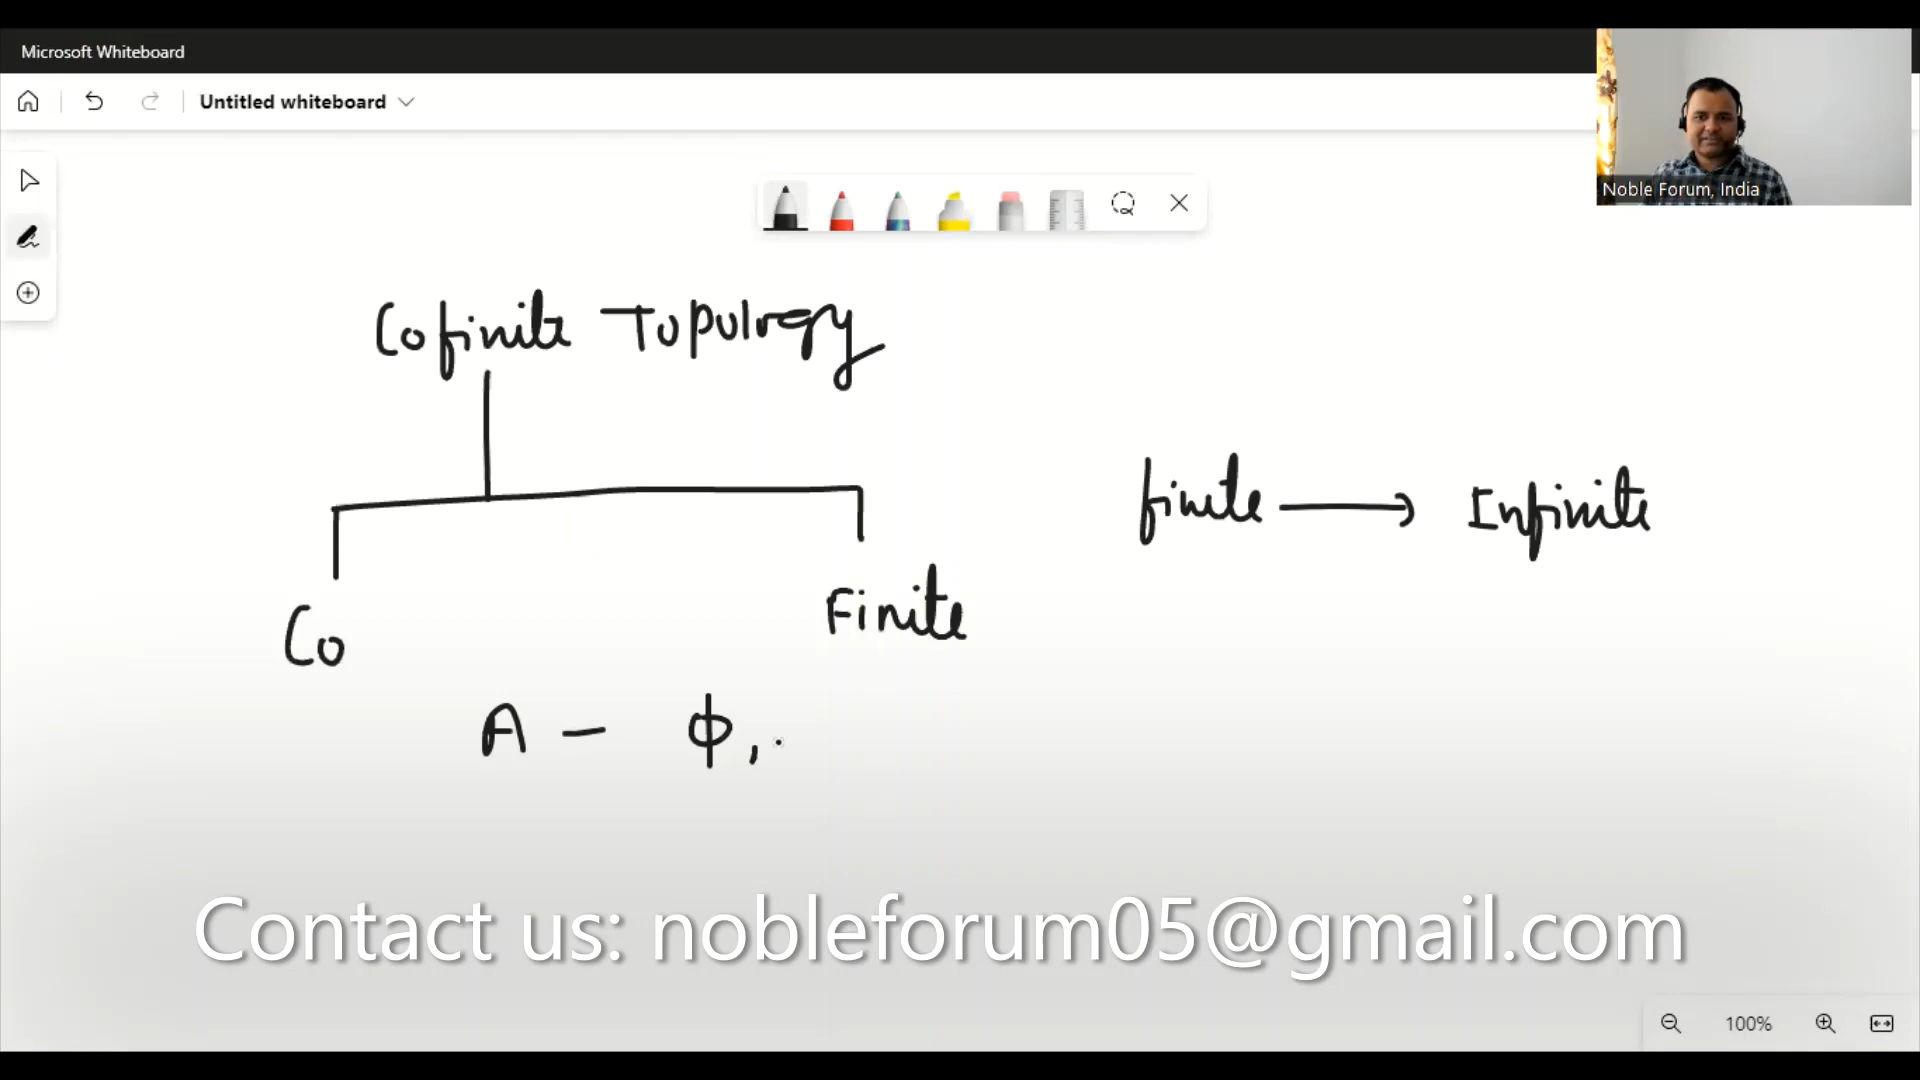 Microsoft Whiteboard
Untitled whiteboard
Noble Forum, India
Cofinite Topology
finite → Infinite
Co Finite
A – ϕ, .
Contact us: nobleforum05@gmail.com
100%